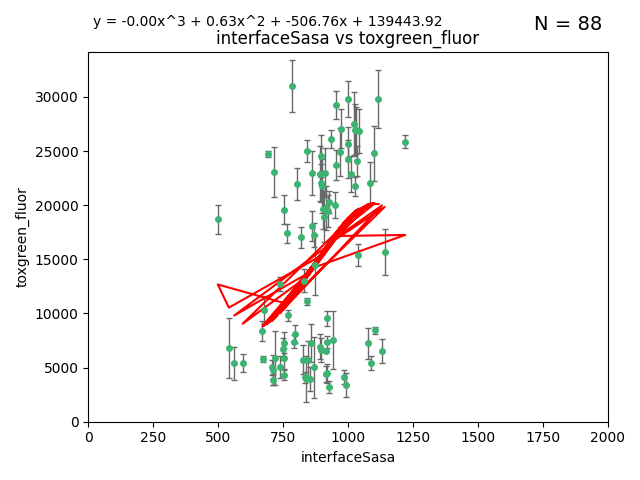 y = -0.00x^3 + 0.63x^2 + -506.76x + 139443.92
N = 88
interfaceSasa vs toxgreen_fluor
30000
25000
20000
15000
10000
5000
0
toxgreen_fluor
0 250 500 750 1000 1250 1500 1750 2000
interfaceSasa